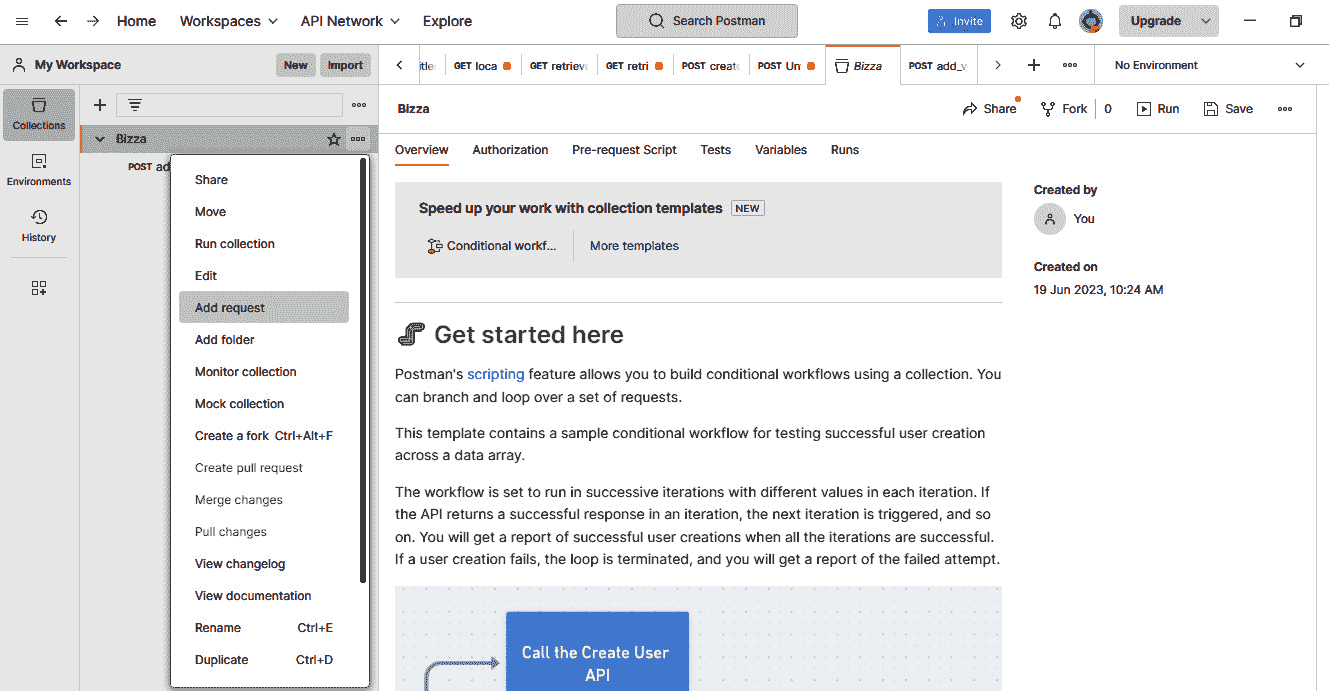 Home Workspaces API Network Explore Search Postman Invite Upgrade
My Workspace New Import
GET loca GET retrieve GET retri POST create POST Un Bizza POST add_ No Environment
Collections
Environments
History
Bizza
POST ad
Share
Move
Run collection
Edit
Add request
Add folder
Monitor collection
Mock collection
Create a fork Ctrl+Alt+F
Create pull request
Merge changes
Pull changes
View changelog
View documentation
Rename Ctrl+E
Duplicate Ctrl+D
Bizza Share Fork 0 Run Save
Overview Authorization Pre-request Script Tests Variables Runs
Speed up your work with collection templates NEW
Conditional workf... More templates
Get started here
Postman's scripting feature allows you to build conditional workflows using a collection. You
can branch and loop over a set of requests.
This template contains a sample conditional workflow for testing successful user creation
across a data array.
The workflow is set to run in successive iterations with different values in each iteration. If
the API returns a successful response in an iteration, the next iteration is triggered, and so
on. You will get a report of successful user creations when all the iterations are successful.
If a user creation fails, the loop is terminated, and you will get a report of the failed attempt.
Call the Create User
API
Created by
You
Created on
19 Jun 2023, 10:24 AM